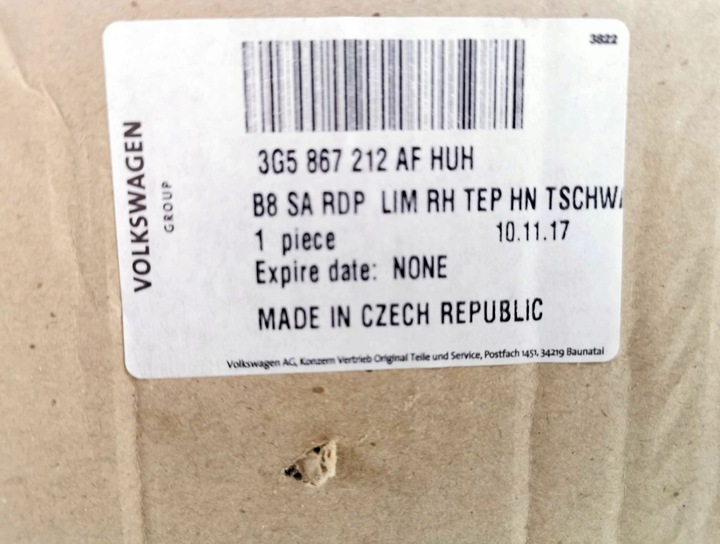 3822
VOLKSWAGEN
GROUP
3G5 867 212 AF HUH
B8 SA RDP LIM RH TEP HN TSCHWA
1 piece 10.11.17
Expire date: NONE
MADE IN CZECH REPUBLIC
Volkswagen AG, Konzern Vertrieb Original Teile und Service, Postfach 1451, 34219 Baunatal